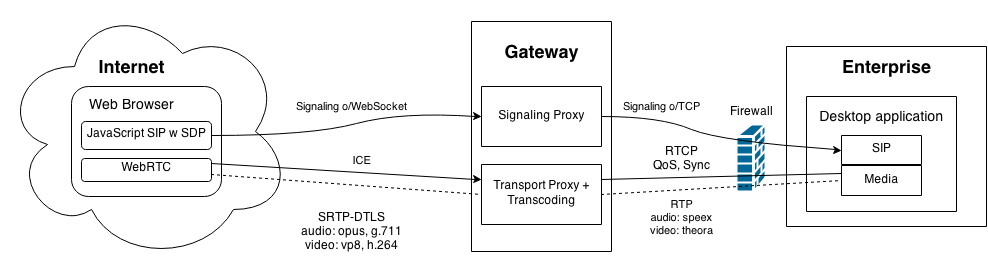 Internet
Web Browser
JavaScript SIP w SDP
WebRTC
Signaling o/WebSocket
ICE
SRTP-DTLS
audio: opus, g.711
video: vp8, h.264
Gateway
Signaling Proxy
Transport Proxy +
Transcoding
Signaling o/TCP
RTCP
QoS, Sync
RTP
audio: speex
video: theora
Firewall
Enterprise
Desktop application
SIP
Media